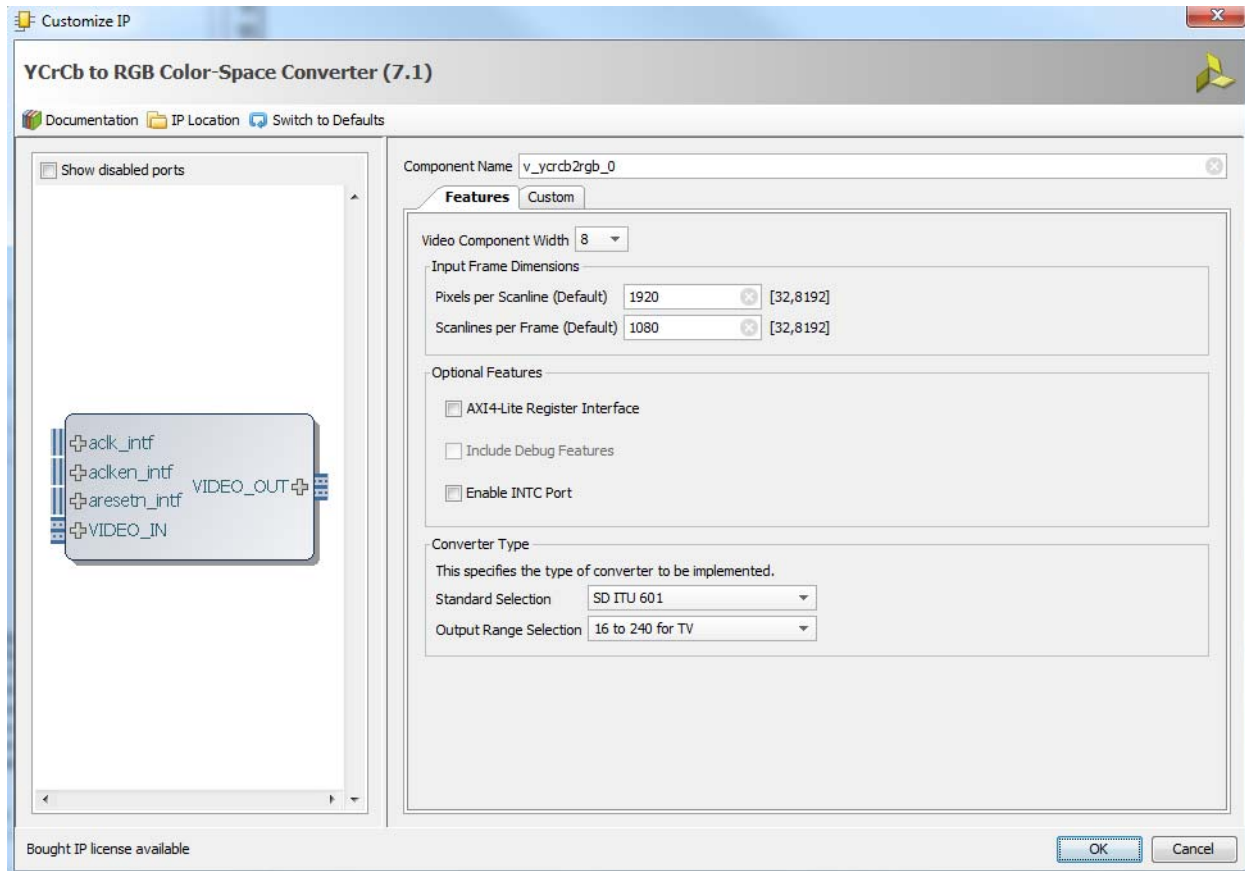 Customize IP
YCrCb to RGB Color-Space Converter (7.1)
Documentation IP Location Switch to Defaults
Show disabled ports
aclk_intf
aclken_intf
aresetn_intf
VIDEO_IN
VIDEO_OUT
Component Name v_ycrcb2rgb_0
Features Custom
Video Component Width 8
Input Frame Dimensions
Pixels per Scanline (Default) 1920 [32,8192]
Scanlines per Frame (Default) 1080 [32,8192]
Optional Features
AXI4-Lite Register Interface
Include Debug Features
Enable INTC Port
Converter Type
This specifies the type of converter to be implemented.
Standard Selection SD ITU 601
Output Range Selection 16 to 240 for TV
Bought IP license available
OK Cancel